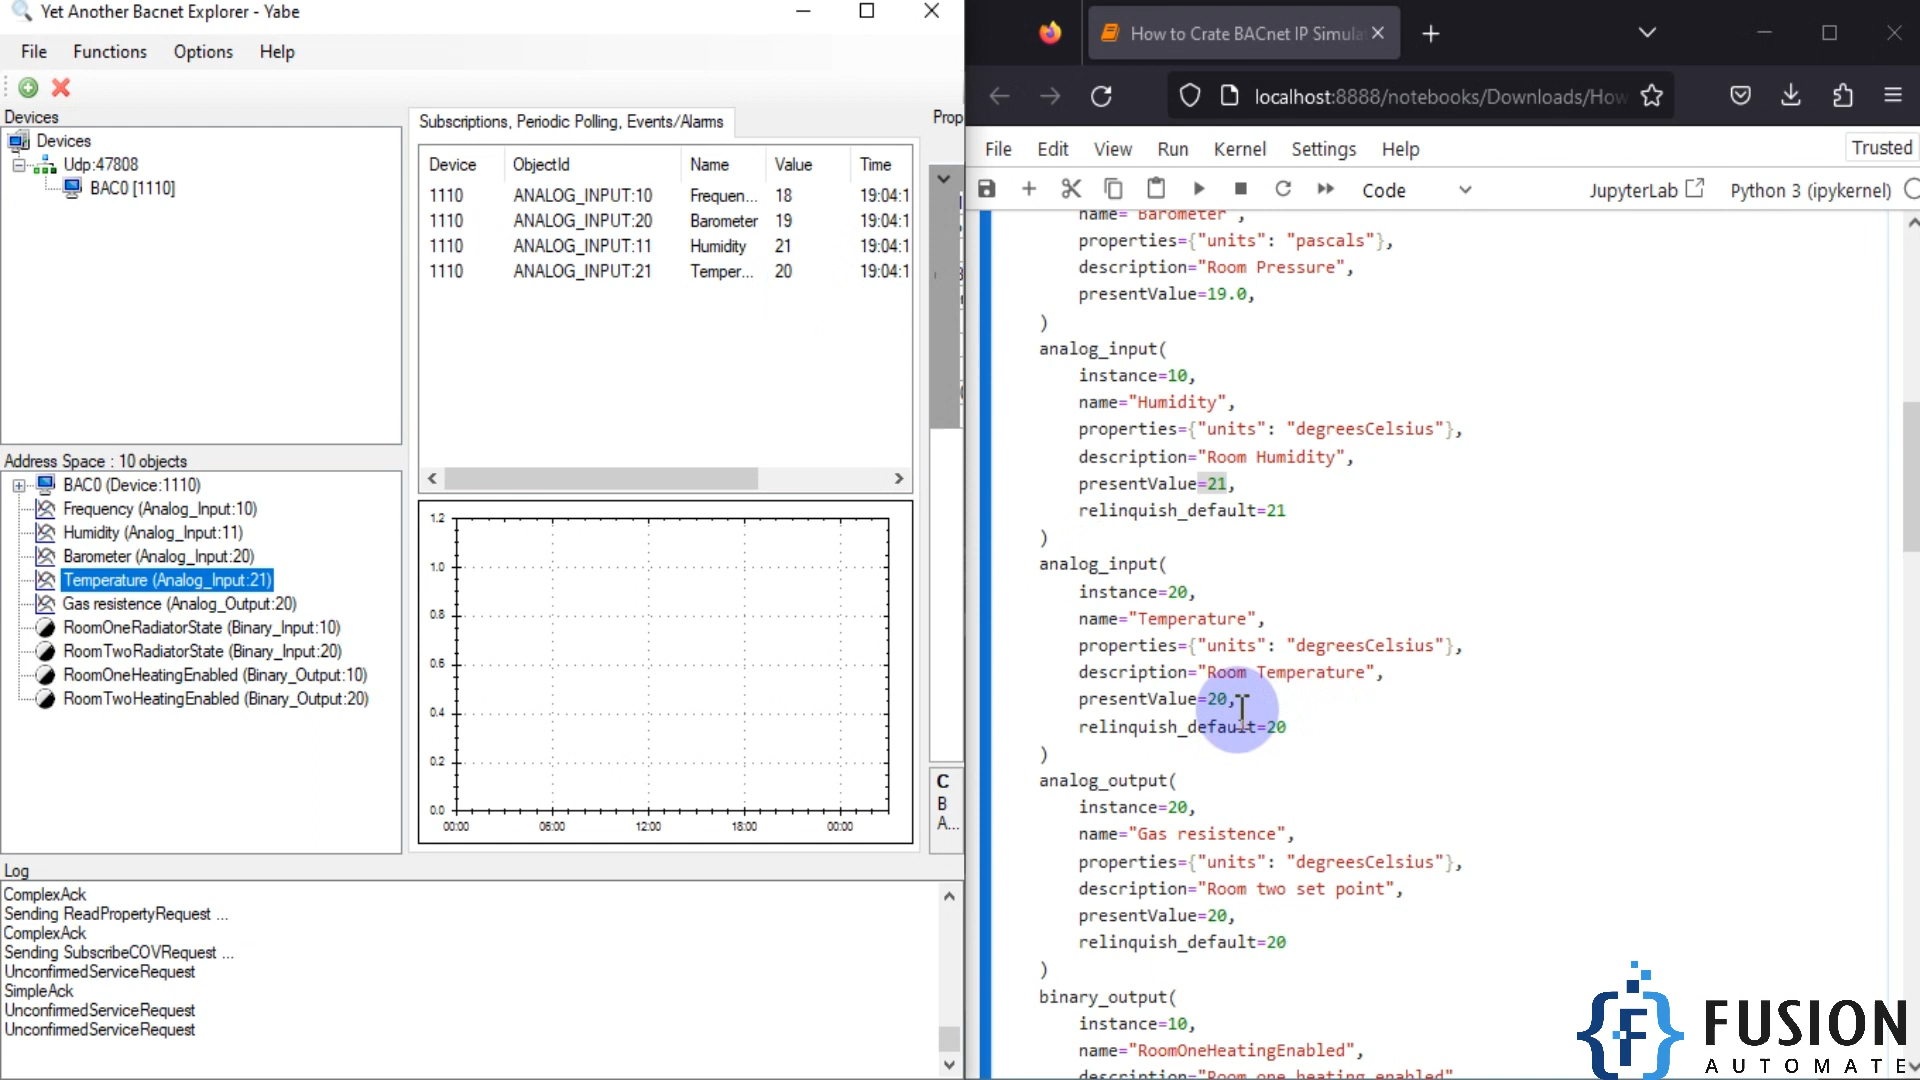 Yet Another Bacnet Explorer - Yabe
File Functions Options Help
Devices
Devices
Udp:47808
BAC0 [1110]
Address Space : 10 objects
BAC0 (Device:1110)
Frequency (Analog_Input:10)
Humidity (Analog_Input:11)
Barometer (Analog_Input:20)
Temperature (Analog_Input:21)
Gas resistence (Analog_Output:20)
RoomOneRadiatorState (Binary_Input:10)
RoomTwoRadiatorState (Binary_Input:20)
RoomOneHeatingEnabled (Binary_Output:10)
RoomTwoHeatingEnabled (Binary_Output:20)
Subscriptions, Periodic Polling, Events/Alarms
Device ObjectId Name Value Time
1110 ANALOG_INPUT:10 Frequen... 18 19:04:1
1110 ANALOG_INPUT:20 Barometer 19 19:04:1
1110 ANALOG_INPUT:11 Humidity 21 19:04:1
1110 ANALOG_INPUT:21 Temper... 20 19:04:1
1.2
1.0
0.8
0.6
0.4
0.2
0.0
00:00 06:00 12:00 18:00 00:00
Prop
C
B
A...
Log
ComplexAck
Sending ReadPropertyRequest ...
ComplexAck
Sending SubscribeCOVRequest ...
UnconfirmedServiceRequest
SimpleAck
UnconfirmedServiceRequest
UnconfirmedServiceRequest
How to Crate BACnet IP Simula
localhost:8888/notebooks/Downloads/How
File Edit View Run Kernel Settings Help Trusted
Code JupyterLab Python 3 (ipykernel)
name="Barometer",
properties={"units": "pascals"},
description="Room Pressure",
presentValue=19.0,
)
analog_input(
instance=10,
name="Humidity",
properties={"units": "degreesCelsius"},
description="Room Humidity",
presentValue=21,
relinquish_default=21
)
analog_input(
instance=20,
name="Temperature",
properties={"units": "degreesCelsius"},
description="Room Temperature",
presentValue=20,
relinquish_default=20
)
analog_output(
instance=20,
name="Gas resistence",
properties={"units": "degreesCelsius"},
description="Room two set point",
presentValue=20,
relinquish_default=20
)
binary_output(
instance=10,
name="RoomOneHeatingEnabled",
description="Room one heating enabled"
F
FUSION
AUTOMATE